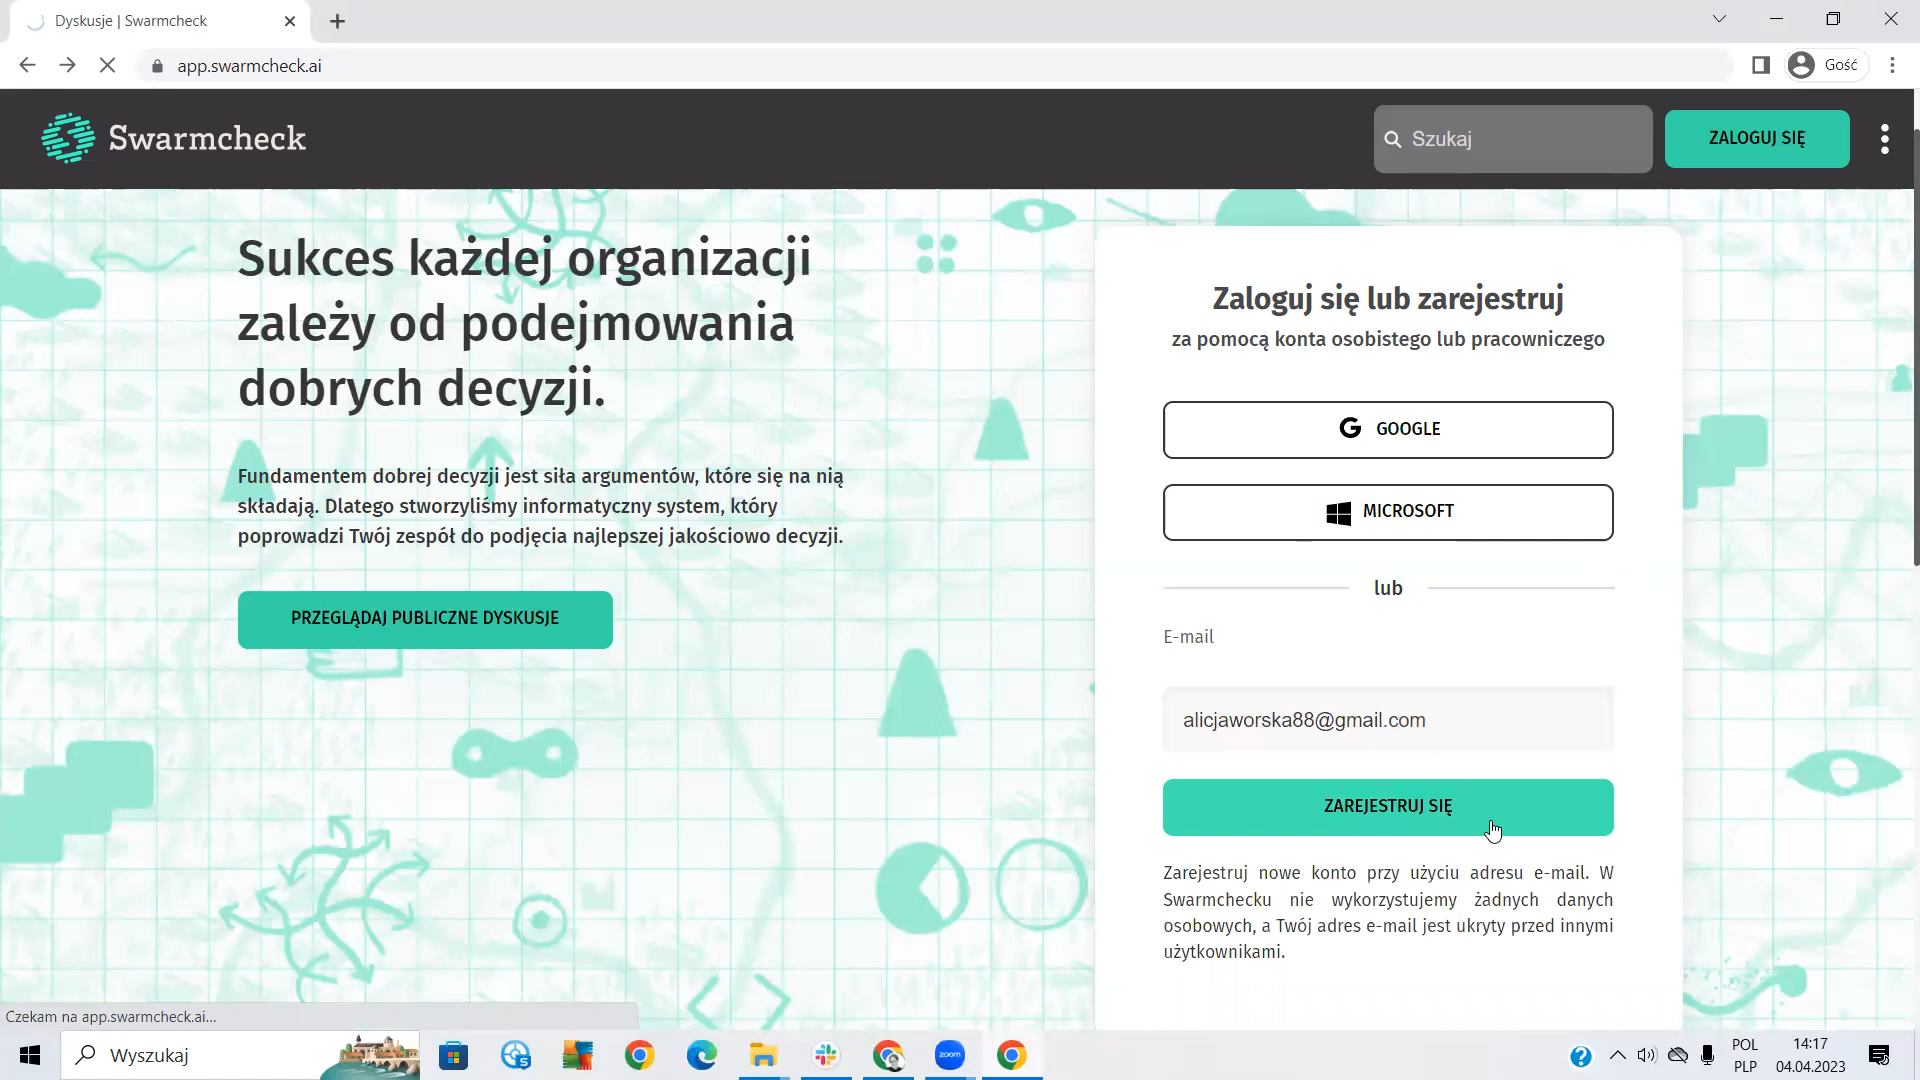 Dyskusje | Swarmcheck
app.swarmcheck.ai
Gość
Swarmcheck
Szukaj
ZALOGUJ SIĘ
Sukces każdej organizacji
zależy od podejmowania
dobrych decyzji.
Fundamentem dobrej decyzji jest siła argumentów, które się na nią
składają. Dlatego stworzyliśmy informatyczny system, który
poprowadzi Twój zespół do podjęcia najlepszej jakościowo decyzji.
PRZEGLĄDAJ PUBLICZNE DYSKUSJE
Zaloguj się lub zarejestruj
za pomocą konta osobistego lub pracowniczego
GOOGLE
MICROSOFT
lub
E-mail
alicjaworska88@gmail.com
ZAREJESTRUJ SIĘ
Zarejestruj nowe konto przy użyciu adresu e-mail. W
Swarmchecku nie wykorzystujemy żadnych danych
osobowych, a Twój adres e-mail jest ukryty przed innymi
użytkownikami.
Czekam na app.swarmcheck.ai...
Wyszukaj
zoom
POL
PLP
14:17
04.04.2023